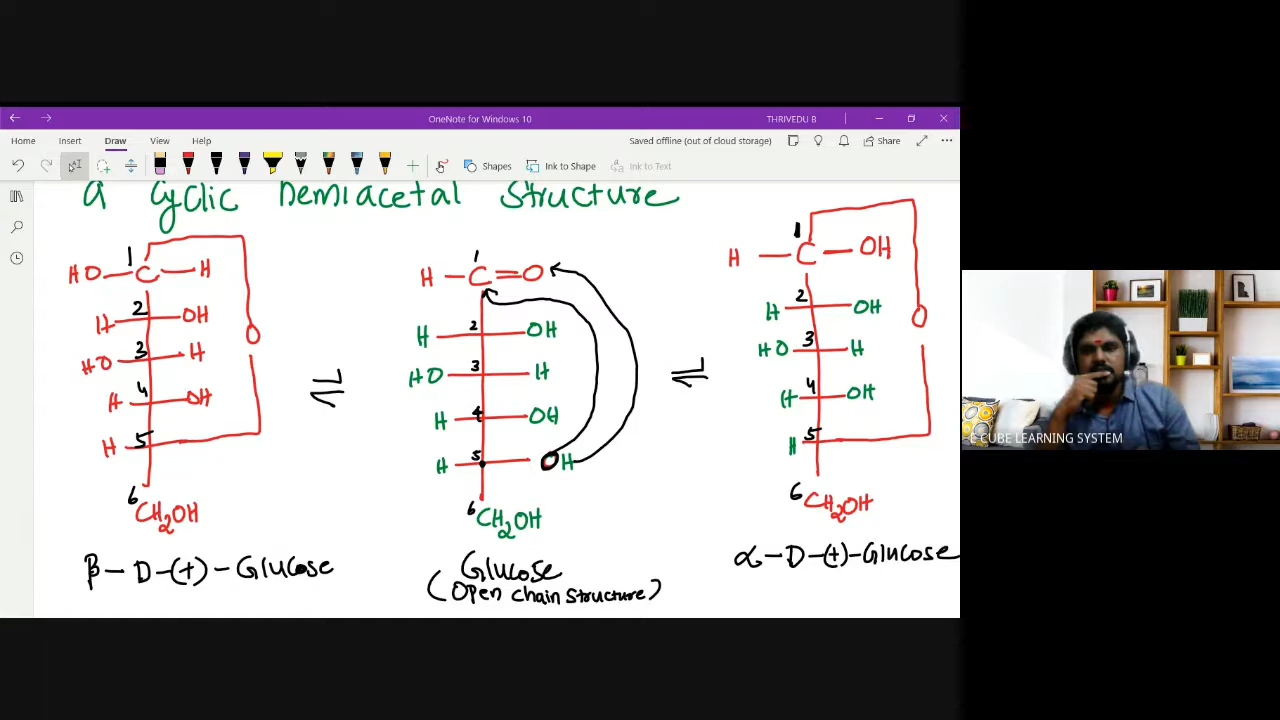 OneNote for Windows 10
THRIVEDU B
Home Insert Draw View Help
Saved offline (out of cloud storage)
Share
Shapes
Ink to Shape
Ink to Text
A Cyclic Hemiacetal Structure
1
HO C H
2
H OH
3
HO H
4
H OH
O
5
H
6
CH2OH
β-D-(+)-Glucose
1
H-C=O
2
H OH
3
HO H
4
H OH
5
H OH
6
CH2OH
Glucose
(Open chain structure)
1
H-C-OH
2
H OH
O
3
HO H
4
H OH
5
H
6
CH2OH
α-D-(+)-Glucose
E CUBE LEARNING SYSTEM